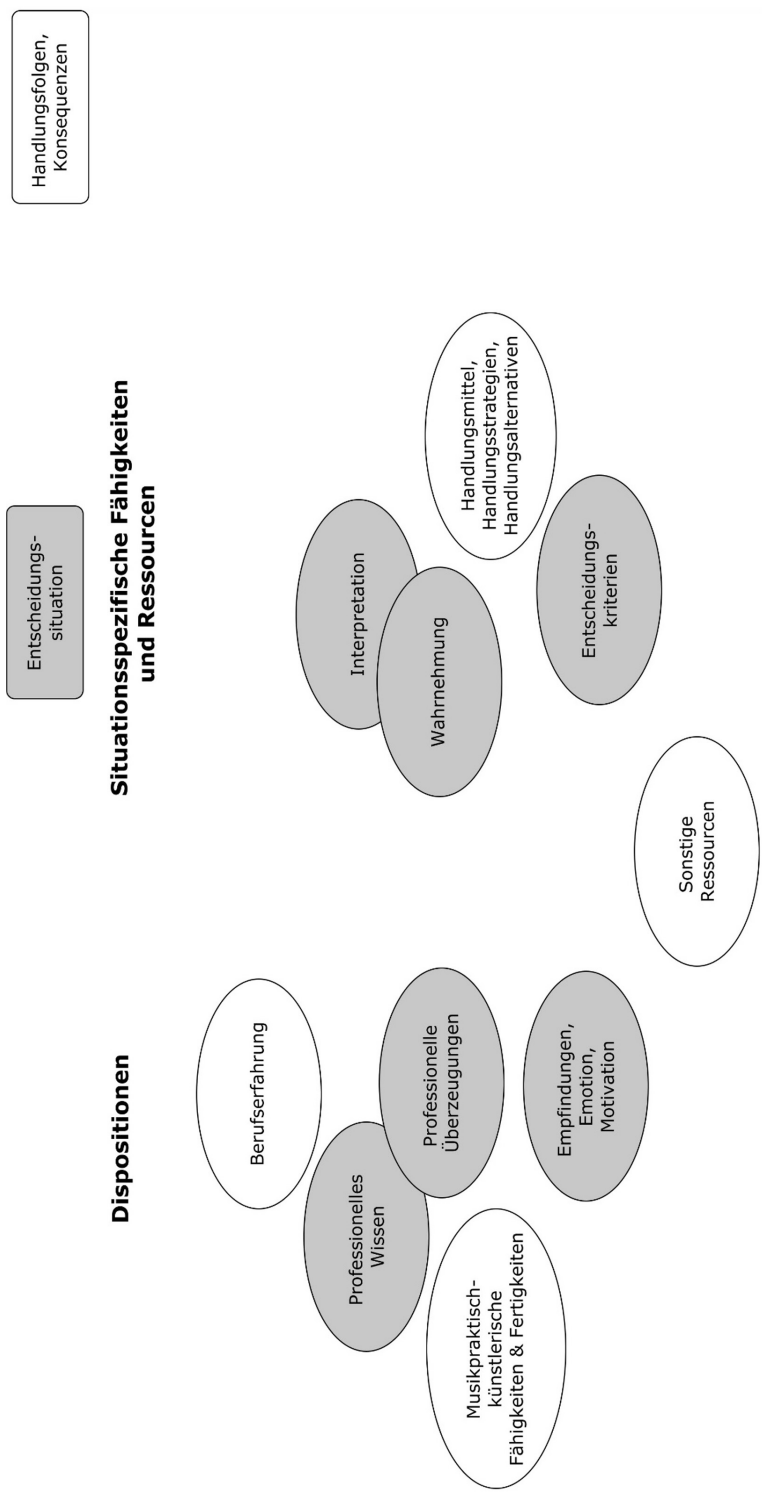 Entscheidungs-
situation
Handlungsfolgen,
Konsequenzen
Dispositionen
Situationsspezifische Fähigkeiten
und Ressourcen
Berufserfahrung
Professionelles
Wissen
Professionelle
Überzeugungen
Musikpraktisch-
künstlerische
Fähigkeiten & Fertigkeiten
Empfindungen,
Emotion,
Motivation
Sonstige
Ressourcen
Interpretation
Wahrnehmung
Handlungsmittel,
Handlungsstrategien,
Handlungsalternativen
Entscheidungs-
kriterien